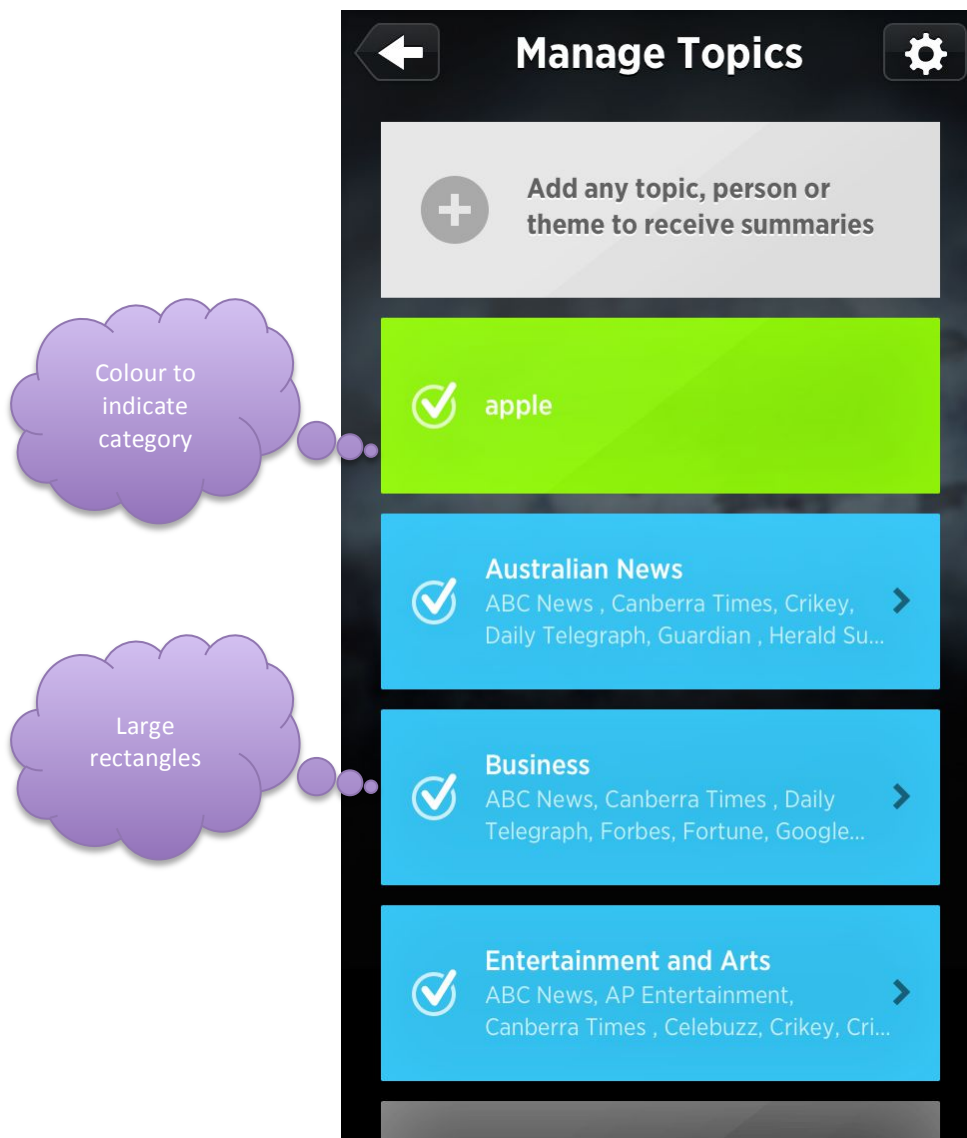 Manage Topics
Add any topic, person or
theme to receive summaries
Colour to
indicate
category
apple
Australian News
ABC News , Canberra Times, Crikey,
Daily Telegraph, Guardian , Herald Su...
Large
rectangles
Business
ABC News, Canberra Times , Daily
Telegraph, Forbes, Fortune, Google...
Entertainment and Arts
ABC News, AP Entertainment,
Canberra Times , Celebuzz, Crikey, Cri...